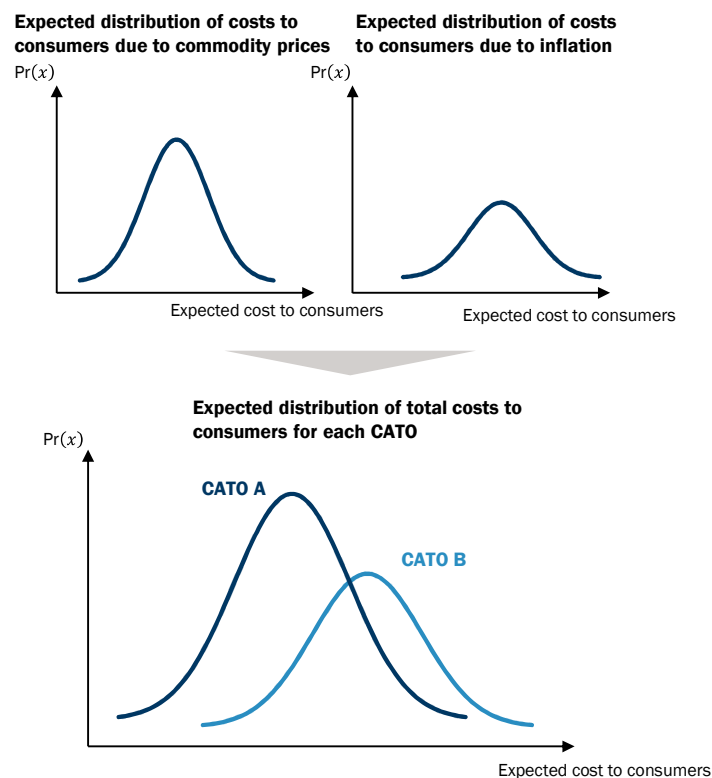 Expected distribution of costs to
consumers due to commodity prices
Pr(𝑥)
Expected cost to consumers
Expected distribution of costs
to consumers due to inflation
Pr(𝑥)
Expected cost to consumers
Expected distribution of total costs to
consumers for each CATO
Pr(𝑥)
CATO A
CATO B
Expected cost to consumers